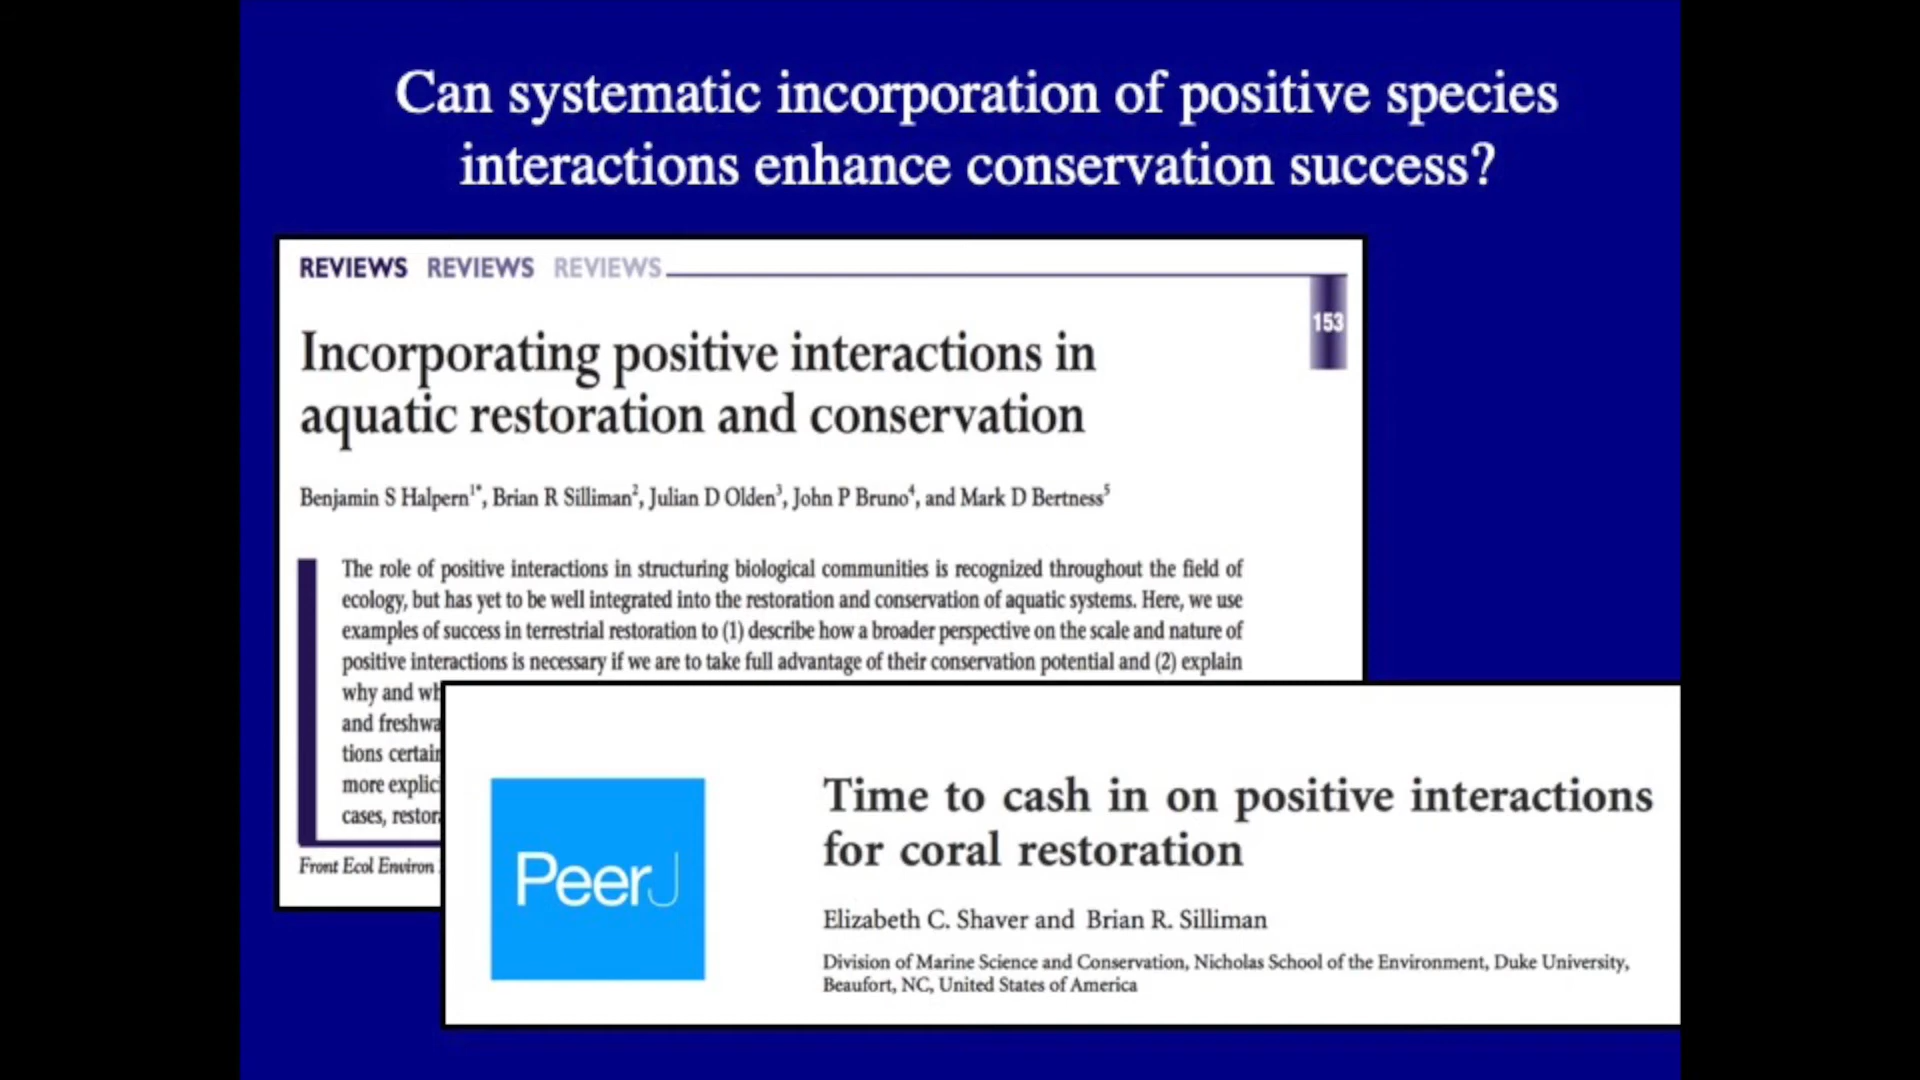 Can systematic incorporation of positive species
interactions enhance conservation success?
REVIEWS REVIEWS REVIEWS
153
Incorporating positive interactions in
aquatic restoration and conservation
Benjamin S Halpern1*, Brian R Silliman2, Julian D Olden3, John P Bruno4, and Mark D Bertness5
The role of positive interactions in structuring biological communities is recognized throughout the field of
ecology, but has yet to be well integrated into the restoration and conservation of aquatic systems. Here, we use
examples of success in terrestrial restoration to (1) describe how a broader perspective on the scale and nature of
positive interactions is necessary if we are to take full advantage of their conservation potential and (2) explain
why and
and
tions
more
cases,
Front Ecol Environ
PeerJ
Time to cash in on positive interactions
for coral restoration
Elizabeth C. Shaver and Brian R. Silliman
Division of Marine Science and Conservation, Nicholas School of the Environment, Duke University,
Beaufort, NC, United States of America